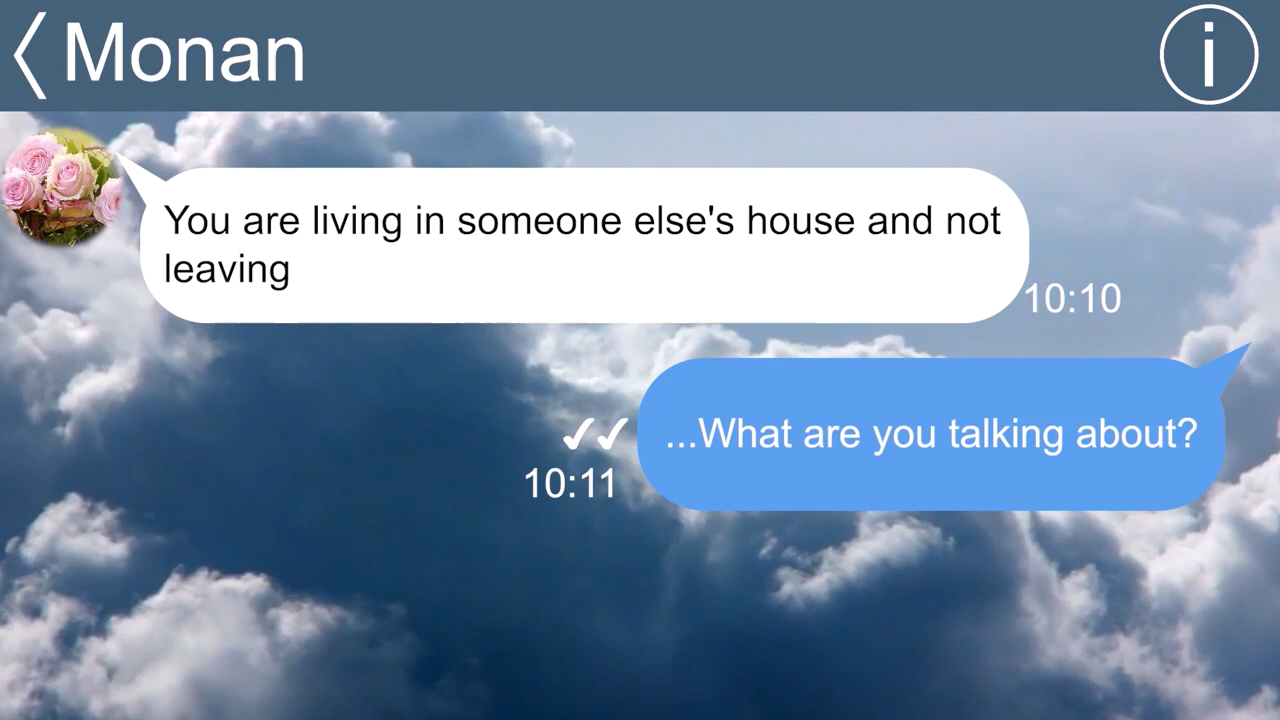 Monan
You are living in someone else's house and not
leaving
10:10
...What are you talking about?
10:11